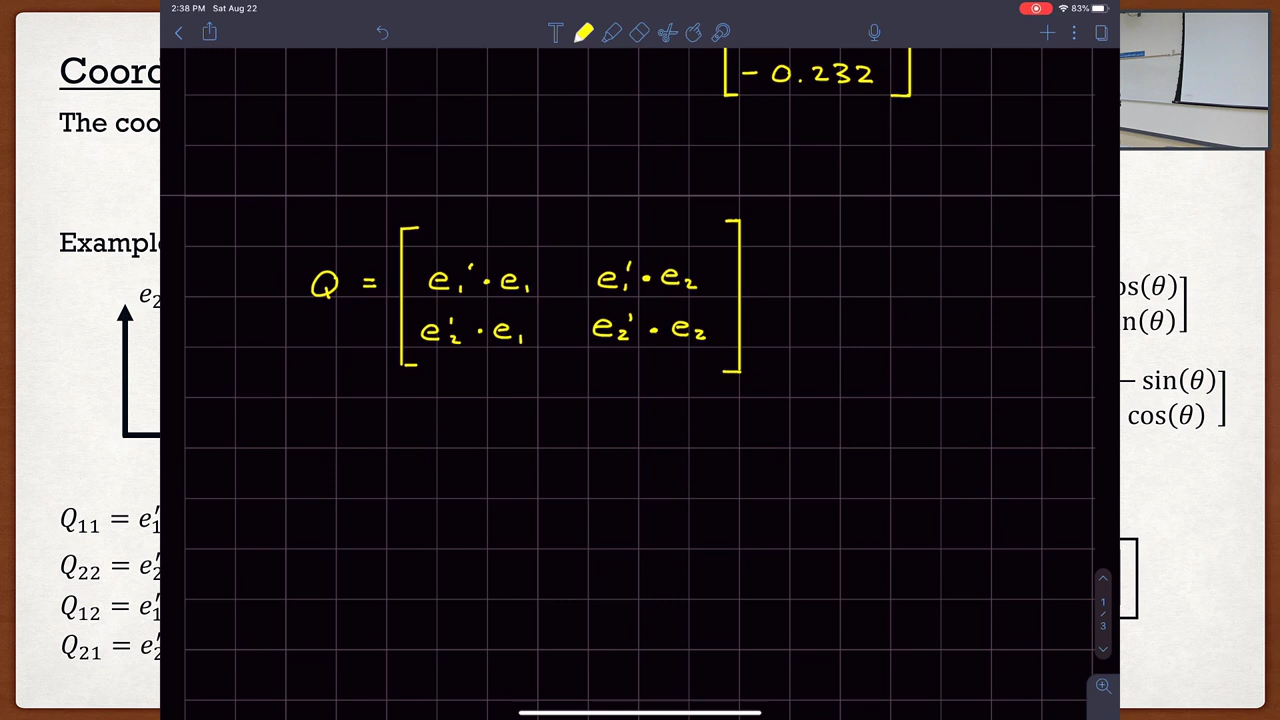 2:38 PM Sat Aug 22
83%
Coord
The coo
[ - 0.232 ]
Example
e₂
Q = [ e₁′ · e₁ e₁′ · e₂
e₂′ · e₁ e₂′ · e₂ ]
os(θ)
n(θ)
− sin(θ)
cos(θ)
Q₁₁ = e₁′
Q₂₂ = e₂′
Q₁₂ = e₁′
Q₂₁ = e₂′
1
/
3